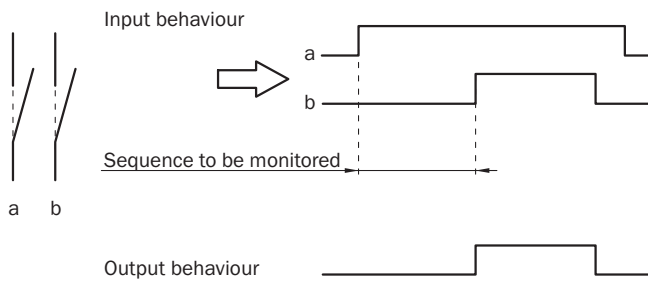 Input behaviour
a
b
Sequence to be monitored
a b
Output behaviour